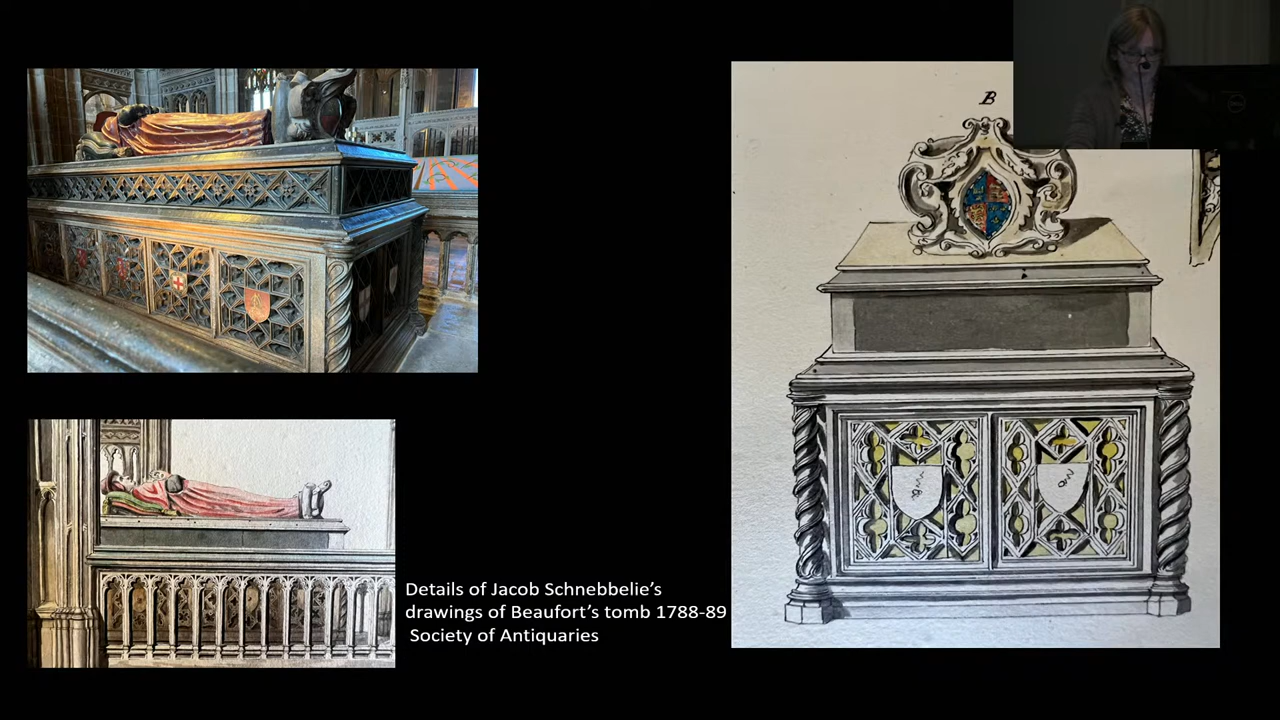 B
Details of Jacob Schnebbelie's
drawings of Beaufort's tomb 1788-89
Society of Antiquaries